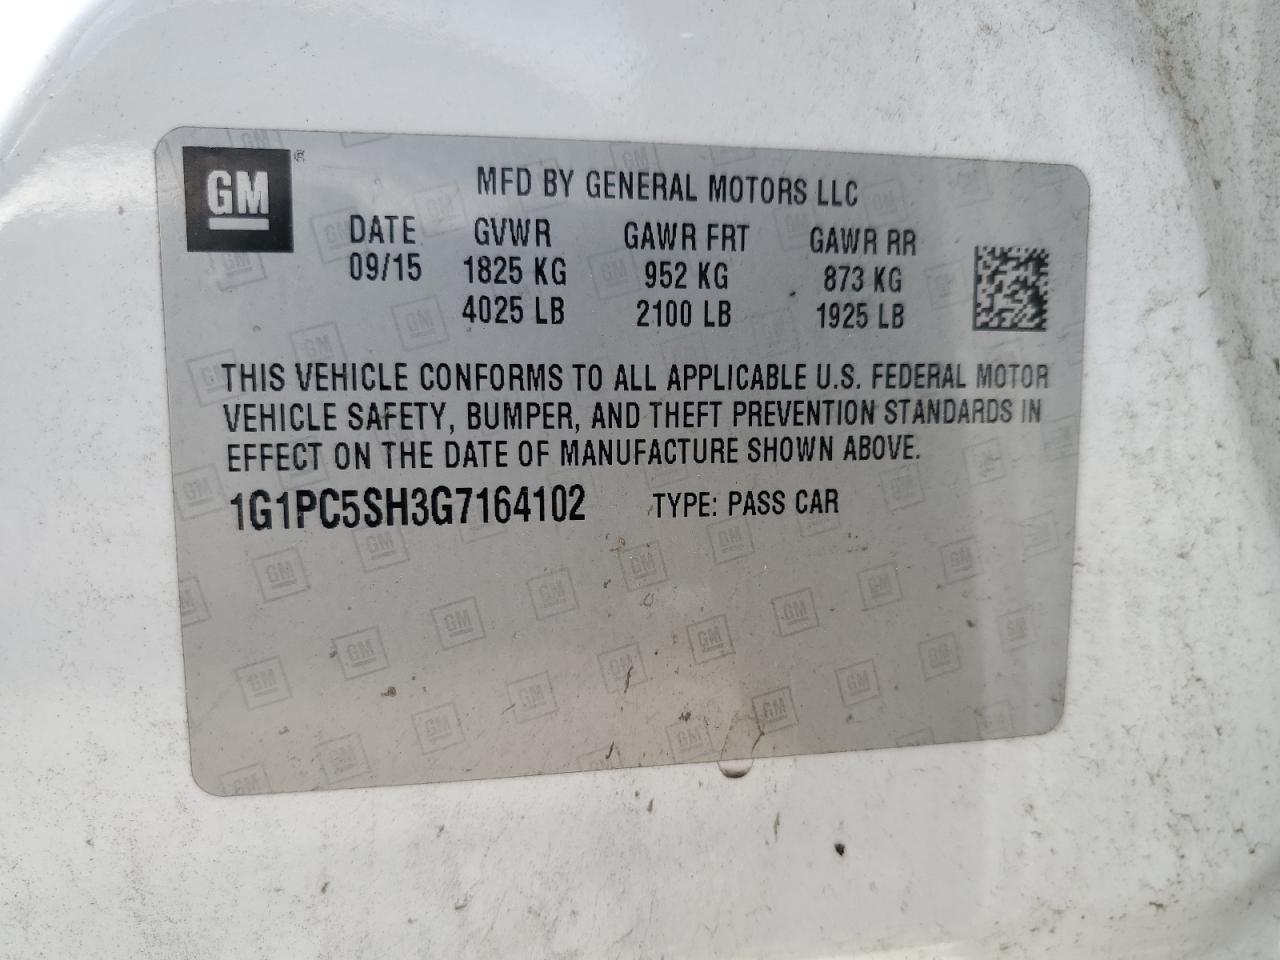 GM ®
MFD BY GENERAL MOTORS LLC
DATE GVWR GAWR FRT GAWR RR
09/15 1825 KG 952 KG 873 KG
4025 LB 2100 LB 1925 LB
THIS VEHICLE CONFORMS TO ALL APPLICABLE U.S. FEDERAL MOTOR
VEHICLE SAFETY, BUMPER, AND THEFT PREVENTION STANDARDS IN
EFFECT ON THE DATE OF MANUFACTURE SHOWN ABOVE.
1G1PC5SH3G7164102 TYPE: PASS CAR